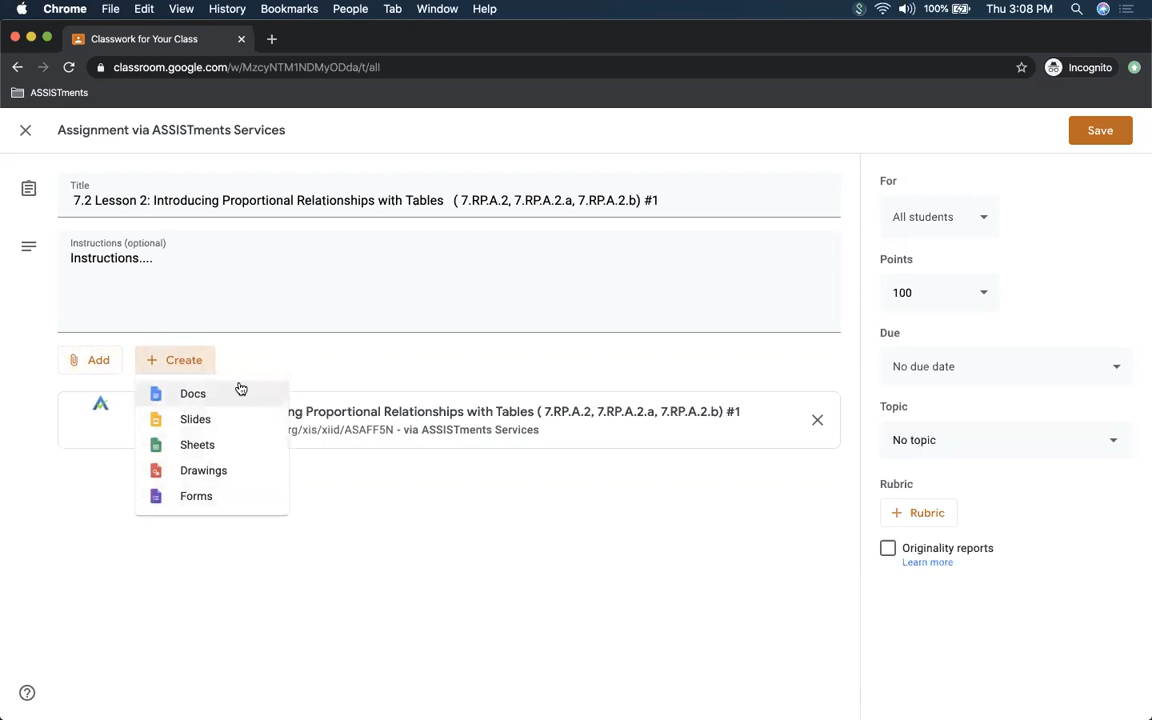 Chrome File Edit View History Bookmarks People Tab Window Help 100% Thu 3:08 PM
Classwork for Your Class
classroom.google.com/w/MzcyNTM1NDMyODda/t/all Incognito
ASSISTments
Assignment via ASSISTments Services Save
Title
7.2 Lesson 2: Introducing Proportional Relationships with Tables ( 7.RP.A.2, 7.RP.A.2.a, 7.RP.A.2.b) #1
Instructions (optional)
Instructions....
Add + Create
Docs
Slides
Sheets
Drawings
Forms
ng Proportional Relationships with Tables ( 7.RP.A.2, 7.RP.A.2.a, 7.RP.A.2.b) #1
rg/xis/xiid/ASAFF5N - via ASSISTments Services
For
All students
Points
100
Due
No due date
Topic
No topic
Rubric
+ Rubric
Originality reports
Learn more